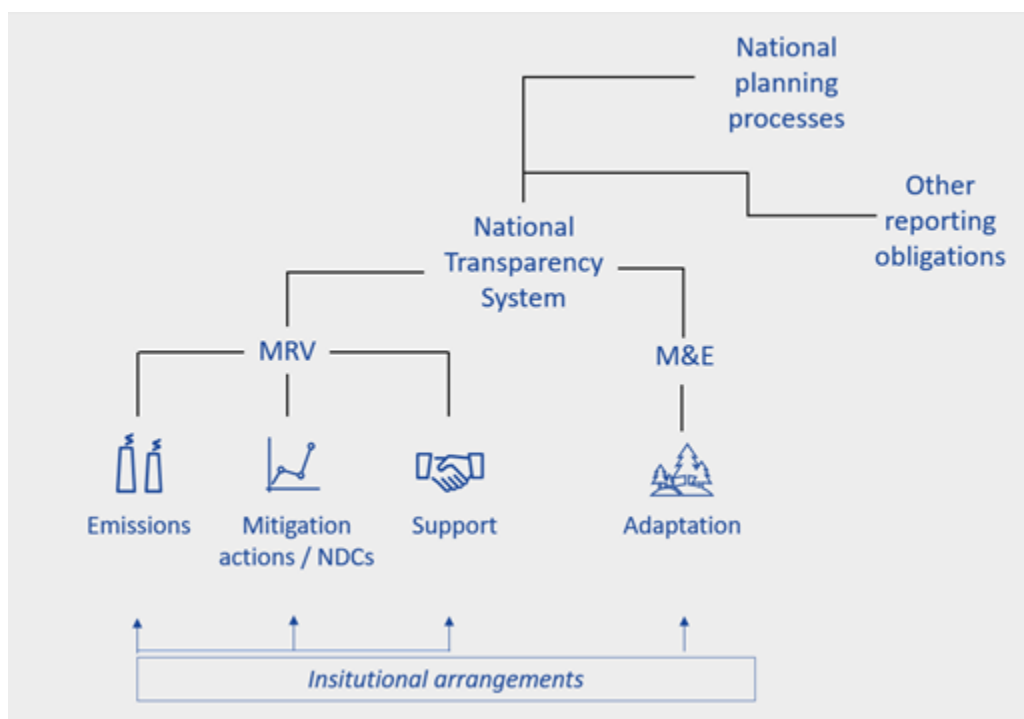 National
planning
processes
Other
reporting
obligations
National
Transparency
System
MRV
M&E
Emissions
Mitigation
actions / NDCs
Support
Adaptation
Insitutional arrangements